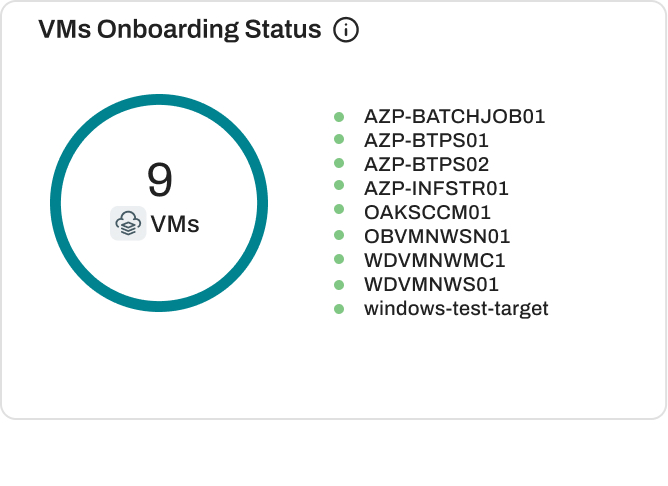 VMs Onboarding Status
9
VMs
AZP-BATCHJOB01
AZP-BTPS01
AZP-BTPS02
AZP-INFSTR01
OAKSCCM01
OBVMNWSN01
WDVMNWMC1
WDVMNWS01
windows-test-target